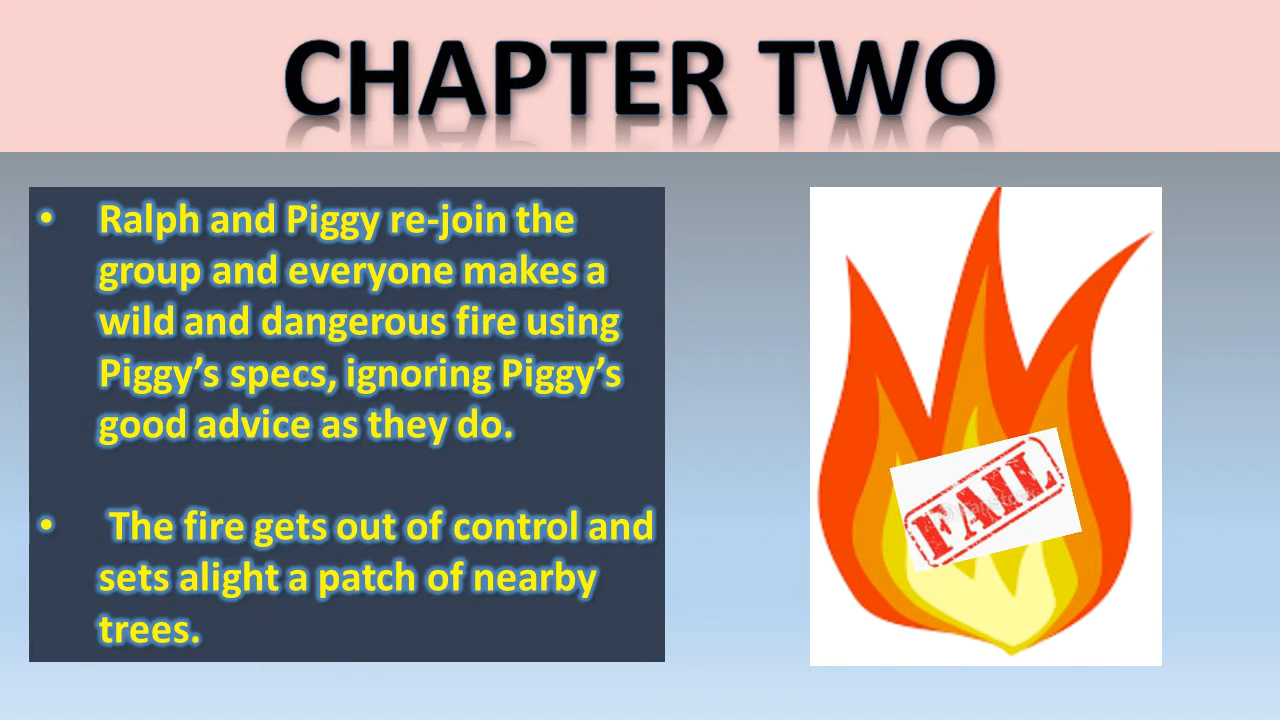 CHAPTER TWO
• Ralph and Piggy re-join the
group and everyone makes a
wild and dangerous fire using
Piggy’s specs, ignoring Piggy’s
good advice as they do.
• The fire gets out of control and
sets alight a patch of nearby
trees.
FAIL